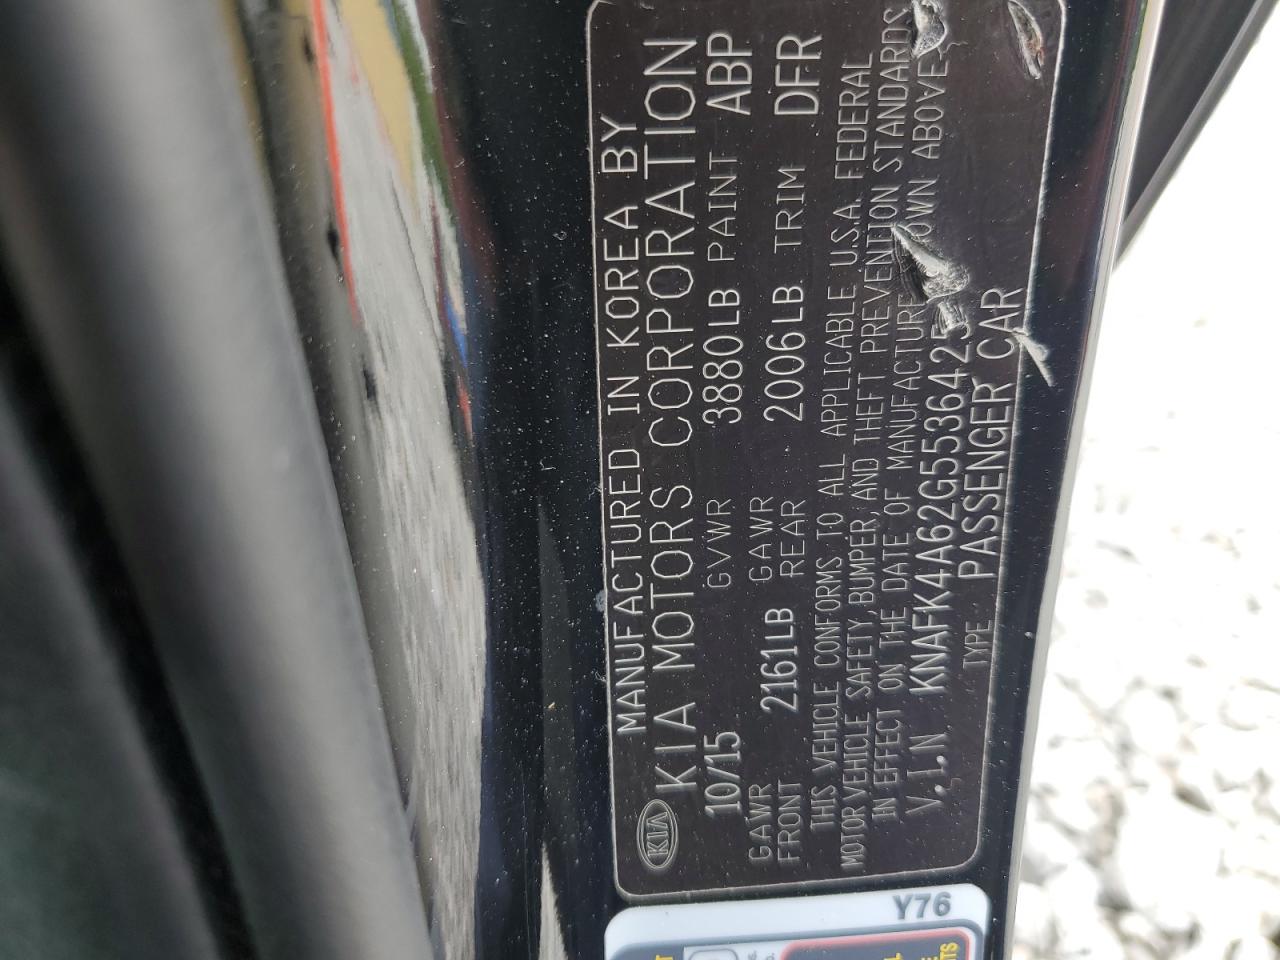 KIA
MANUFACTURED IN KOREA BY
KIA MOTORS CORPORATION
10/15 GVWR 3880LB PAINT ABP
GAWR FRONT 2161LB GAWR REAR 2006LB TRIM DFR
THIS VEHICLE CONFORMS TO ALL APPLICABLE U.S.A. FEDERAL
MOTOR VEHICLE SAFETY, BUMPER, AND THEFT PREVENTION STANDARDS
IN EFFECT ON THE DATE OF MANUFACTURE OWN ABOVE
V.I.N KNAFK4A62G5536425
TYPE : PASSENGER CAR
Y76